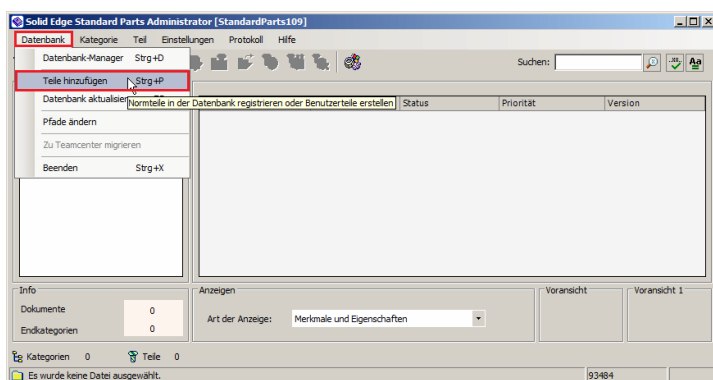 Solid Edge Standard Parts Administrator [StandardParts109]
Datenbank Kategorie Teil Einstellungen Protokoll Hilfe
Datenbank-Manager Strg+D
Suchen:
Teile hinzufügen Strg+P
Datenbank aktualisier
Normteile in der Datenbank registrieren oder Benutzerteile erstellen
Status Priorität Version
Pfade ändern
Zu Teamcenter migrieren
Beenden Strg+X
Info Anzeigen Voransicht Voransicht 1
Dokumente 0
Art der Anzeige: Merkmale und Eigenschaften
Endkategorien 0
Kategorien 0 Teile 0
Es wurde keine Datei ausgewählt. 93484